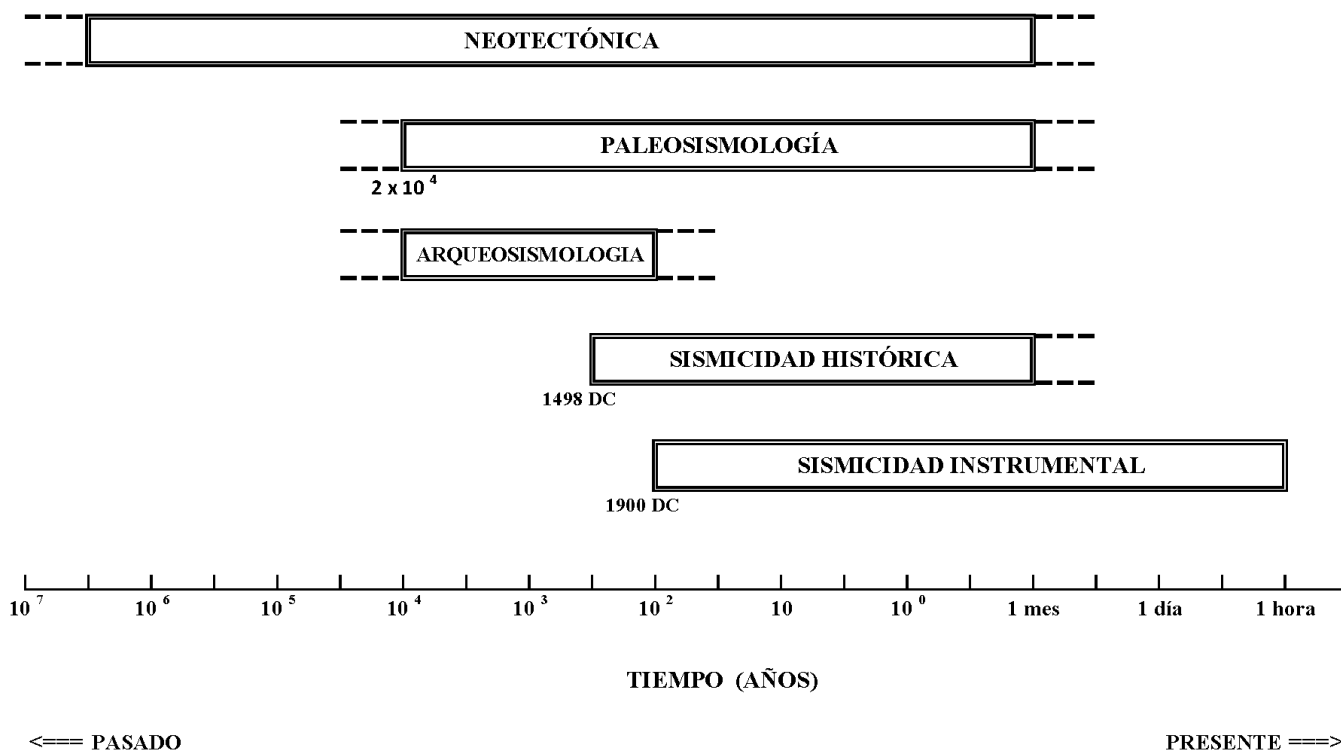 NEOTECTÓNICA
PALEOSISMOLOGÍA
2 x 10 ⁴
ARQUEOSISMOLOGIA
SISMICIDAD HISTÓRICA
1498 DC
SISMICIDAD INSTRUMENTAL
1900 DC
10 ⁷ 10 ⁶ 10 ⁵ 10 ⁴ 10 ³ 10 ² 10 10 ⁰ 1 mes 1 día 1 hora
TIEMPO (AÑOS)
<=== PASADO PRESENTE ===>